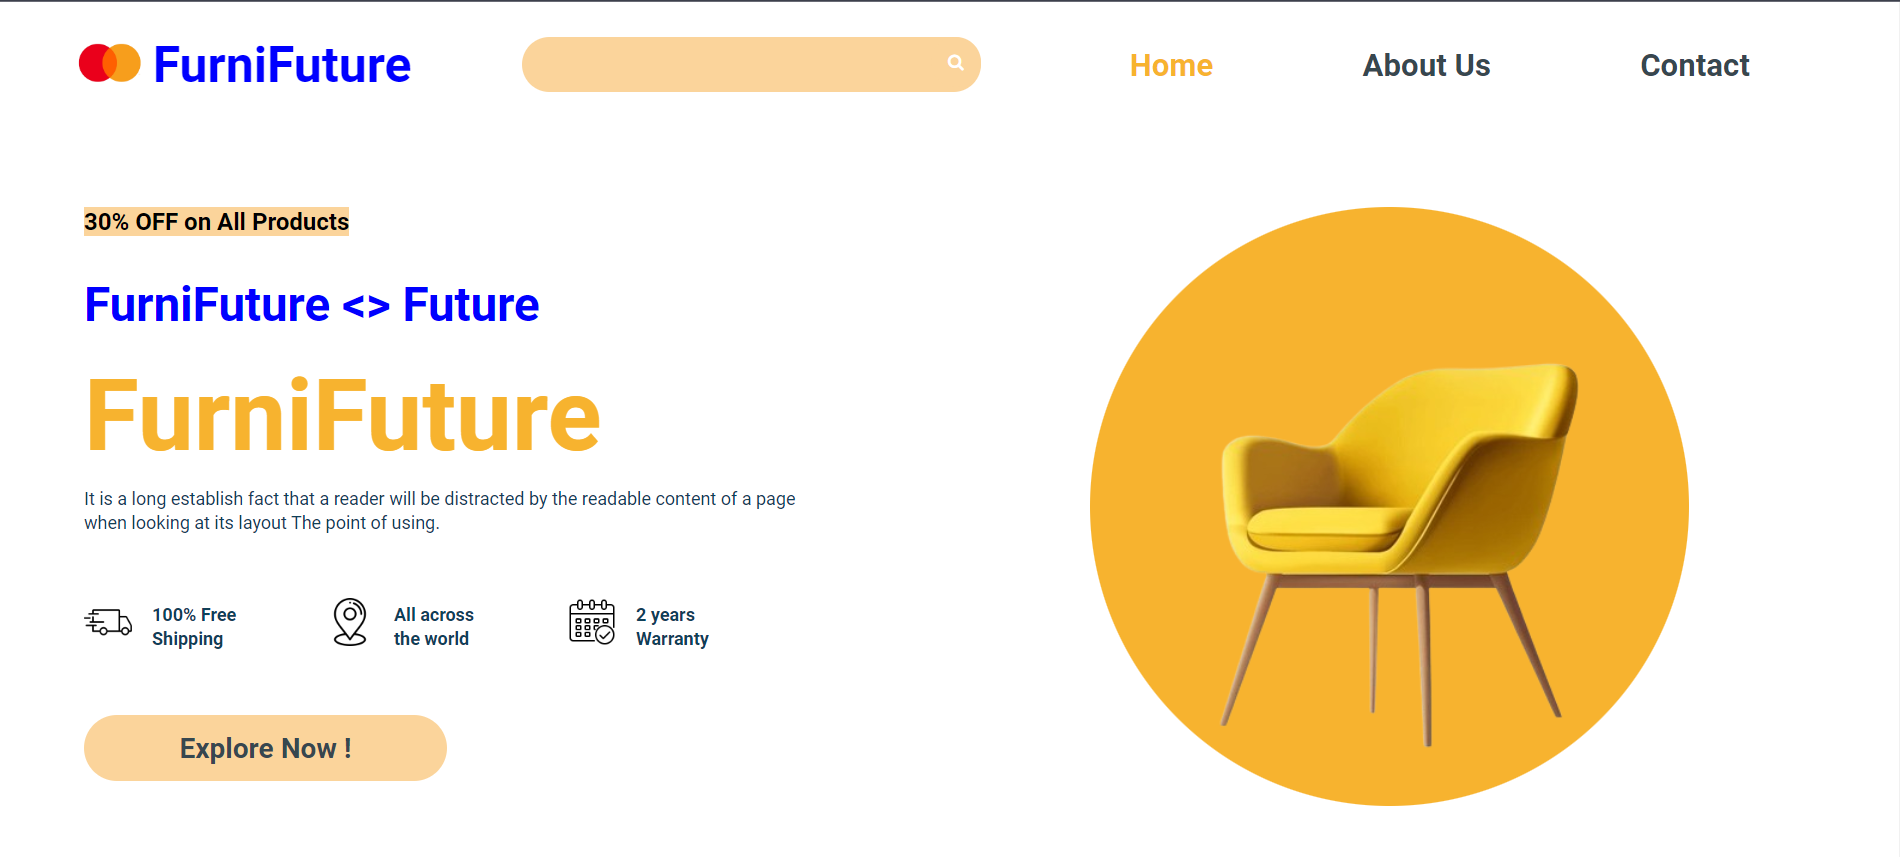 FurniFuture
Home
About Us
Contact
30% OFF on All Products
FurniFuture <> Future
FurniFuture
It is a long establish fact that a reader will be distracted by the readable content of a page
when looking at its layout The point of using.
100% Free
Shipping
All across
the world
2 years
Warranty
Explore Now !